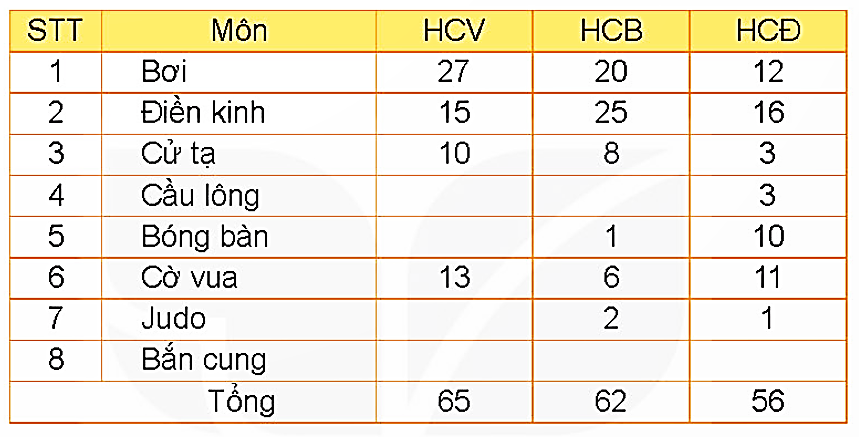 STT Môn HCV HCB HCĐ
1 Bơi 27 20 12
2 Điền kinh 15 25 16
3 Cử tạ 10 8 3
4 Cầu lông 3
5 Bóng bàn 1 10
6 Cờ vua 13 6 11
7 Judo 2 1
8 Bắn cung
Tổng 65 62 56